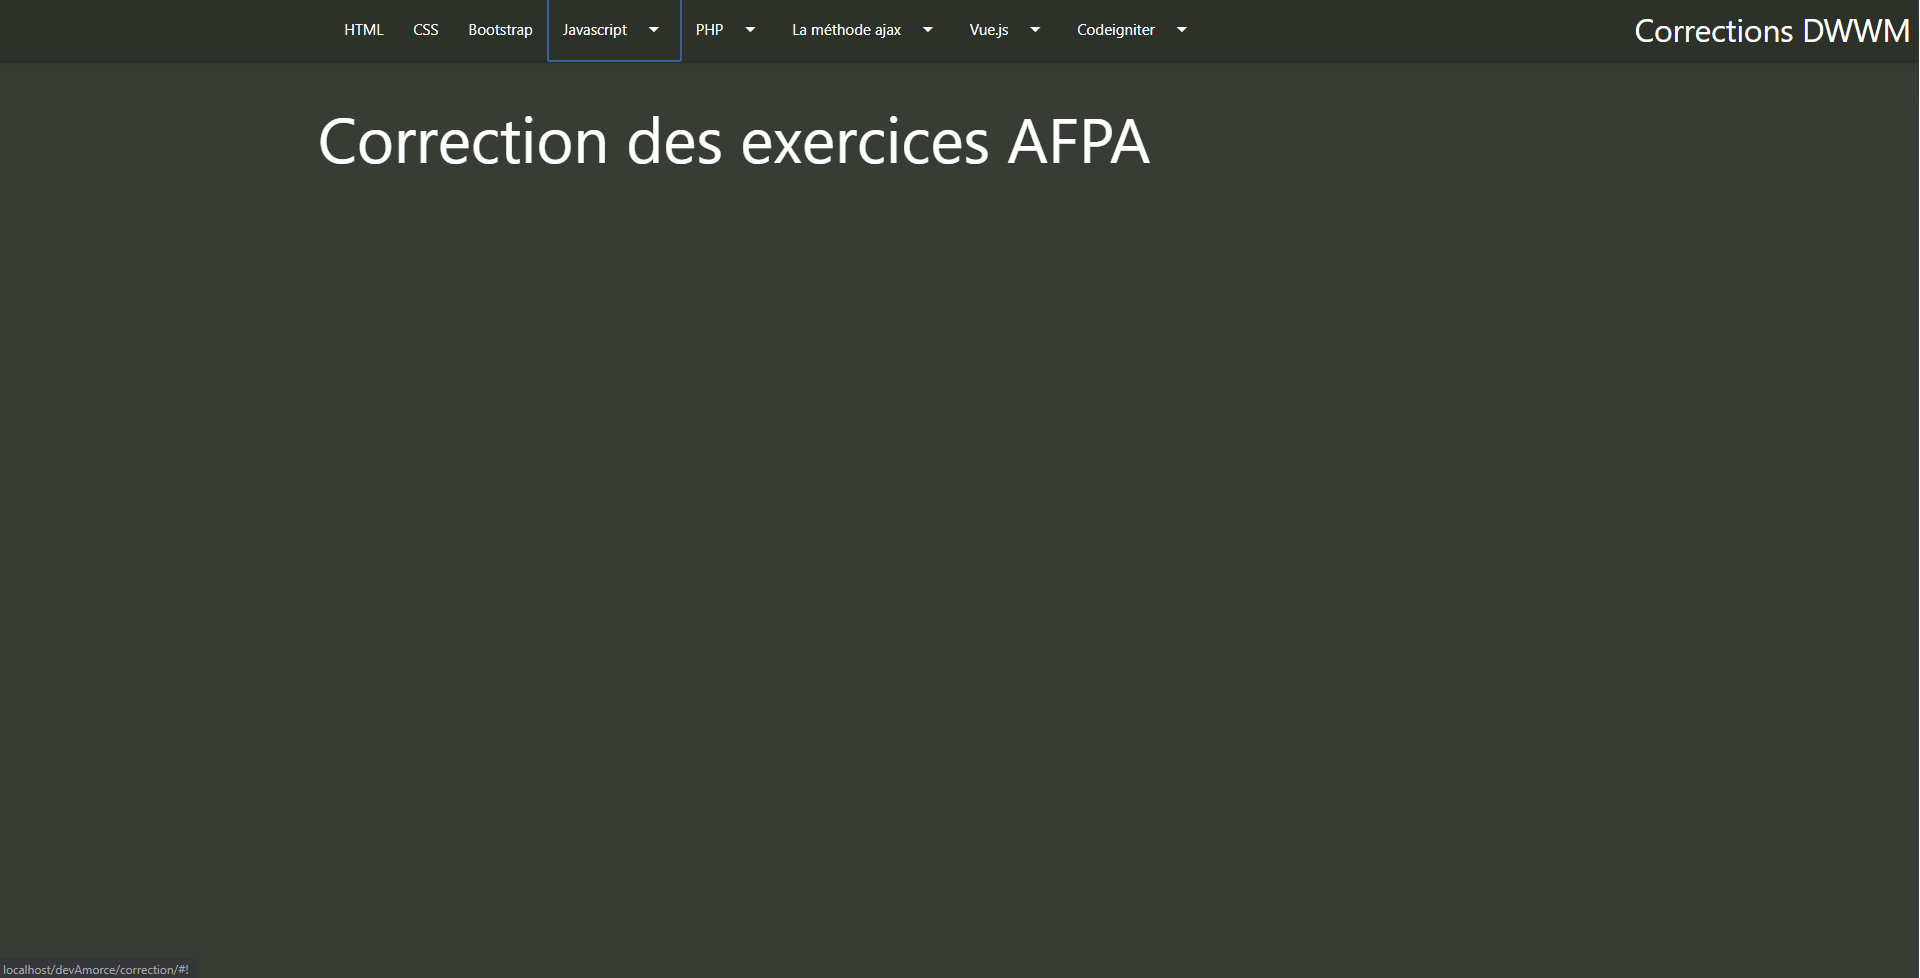 HTML CSS Bootstrap Javascript PHP La méthode ajax Vue.js Codeigniter Corrections DWWM
Correction des exercices AFPA
localhost/devAmorce/correction/#!